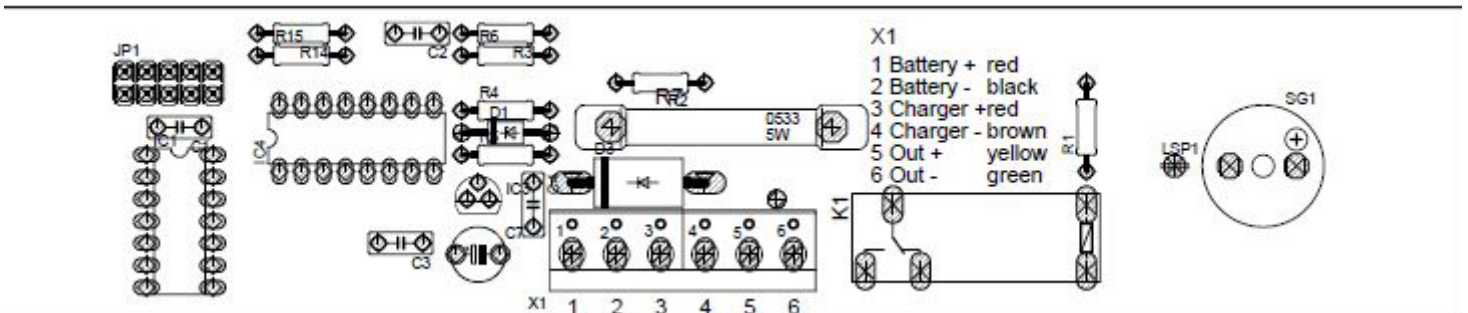 JP1
R15
R14
C2
R6
R3
X1
1 Battery + red
2 Battery - black
3 Charger +red
4 Charger - brown
5 Out + yellow
6 Out - green
R4
D1
R2
0533
5W
SG1
LSP1
R1
IC1
IC4
D3
IC3
C7
C3
K1
1 2 3 4 5 6
X1 1 2 3 4 5 6